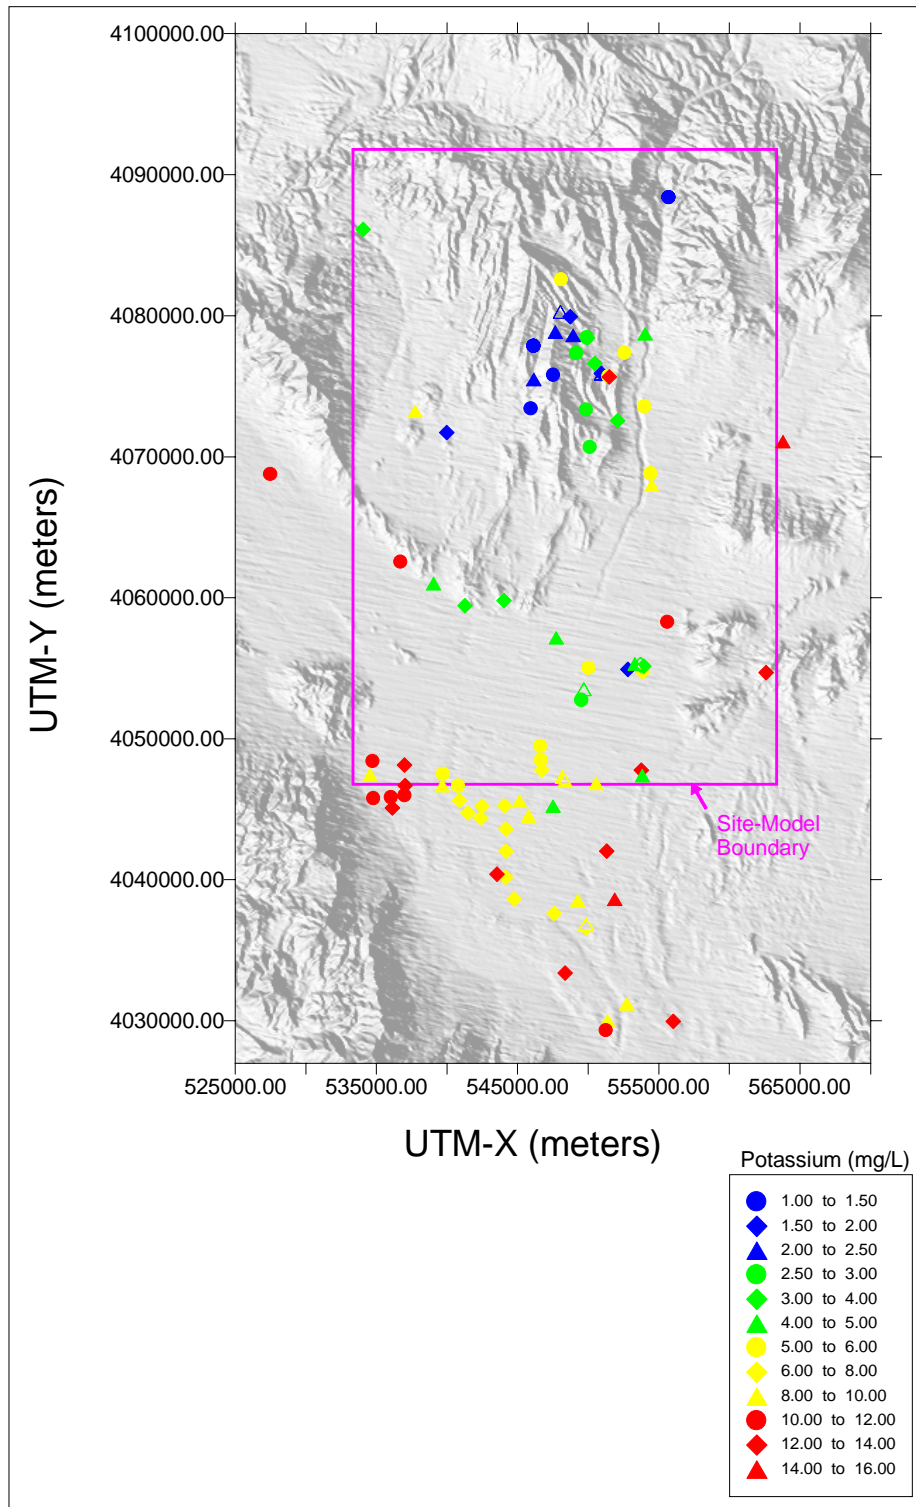 4100000.00
4090000.00
4080000.00
4070000.00
4060000.00
4050000.00
4040000.00
4030000.00
UTM-Y (meters)
Site-Model
Boundary
525000.00 535000.00 545000.00 555000.00 565000.00
UTM-X (meters)
Potassium (mg/L)
1.00 to 1.50
1.50 to 2.00
2.00 to 2.50
2.50 to 3.00
3.00 to 4.00
4.00 to 5.00
5.00 to 6.00
6.00 to 8.00
8.00 to 10.00
10.00 to 12.00
12.00 to 14.00
14.00 to 16.00